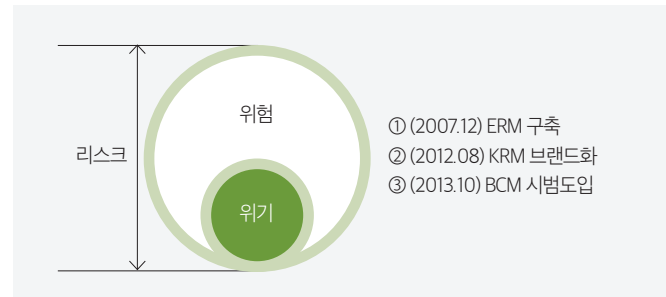 위험
리스크
위기
① (2007.12) ERM 구축
② (2012.08) KRM 브랜드화
③ (2013.10) BCM 시범도입